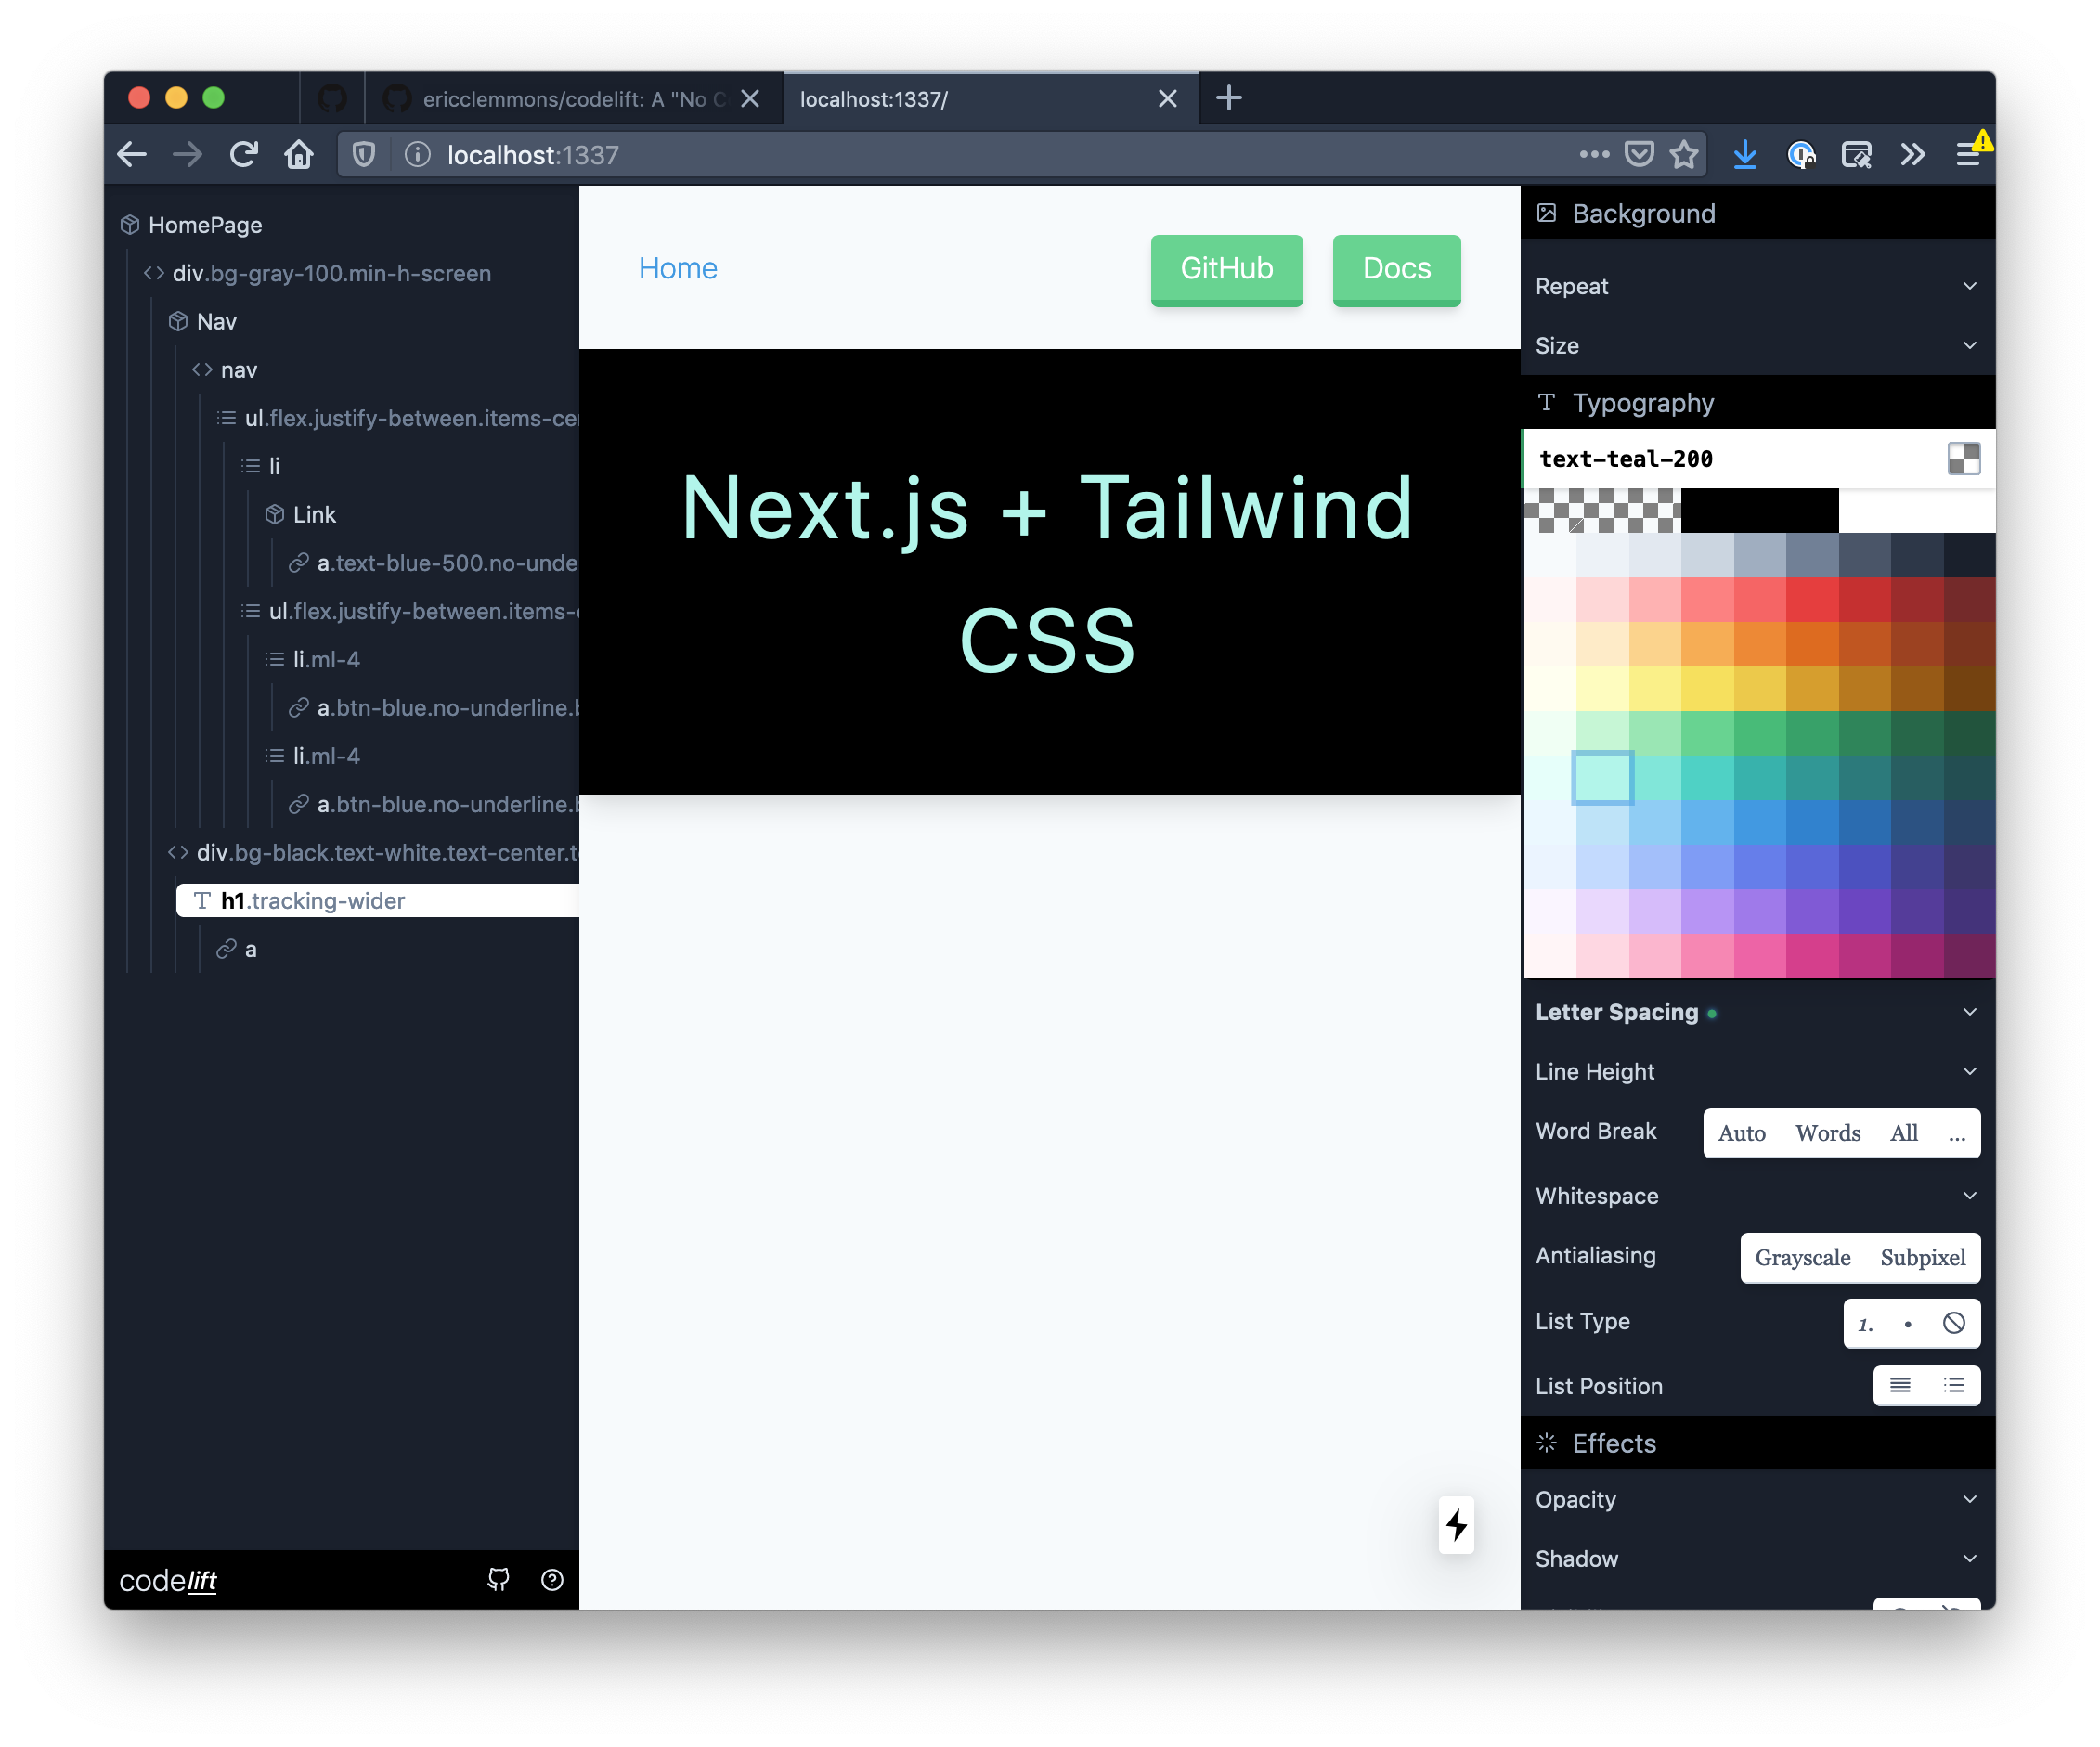 ericclemmons/codelift: A "No C
localhost:1337/
localhost:1337
HomePage
div.bg-gray-100.min-h-screen
Nav
nav
ul.flex.justify-between.items-ce
li
Link
a.text-blue-500.no-unde
ul.flex.justify-between.items-
li.ml-4
a.btn-blue.no-underline.b
li.ml-4
a.btn-blue.no-underline.b
div.bg-black.text-white.text-center.t
h1.tracking-wider
a
codelift
Home
GitHub
Docs
Next.js + Tailwind
CSS
Background
Repeat
Size
Typography
text-teal-200
Letter Spacing
Line Height
Word Break
Auto Words All ...
Whitespace
Antialiasing
Grayscale Subpixel
List Type
1. •
List Position
Effects
Opacity
Shadow